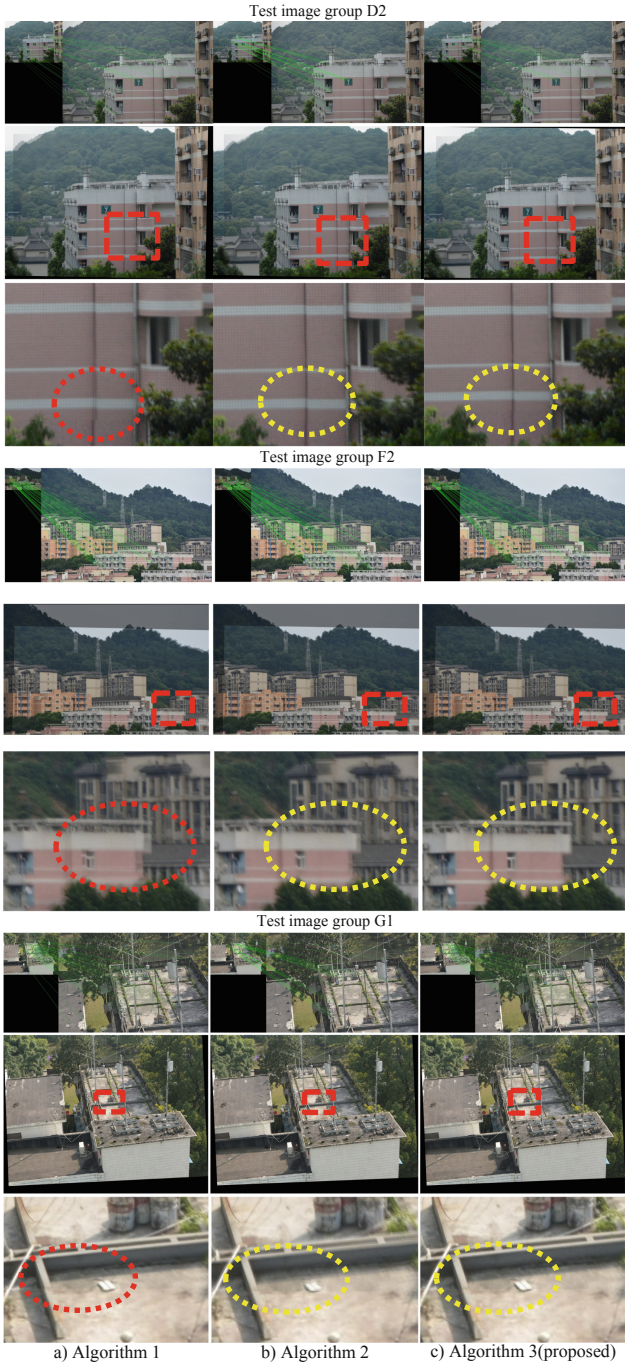 Test image group D2
Test image group F2
Test image group G1
a) Algorithm 1
b) Algorithm 2
c) Algorithm 3(proposed)